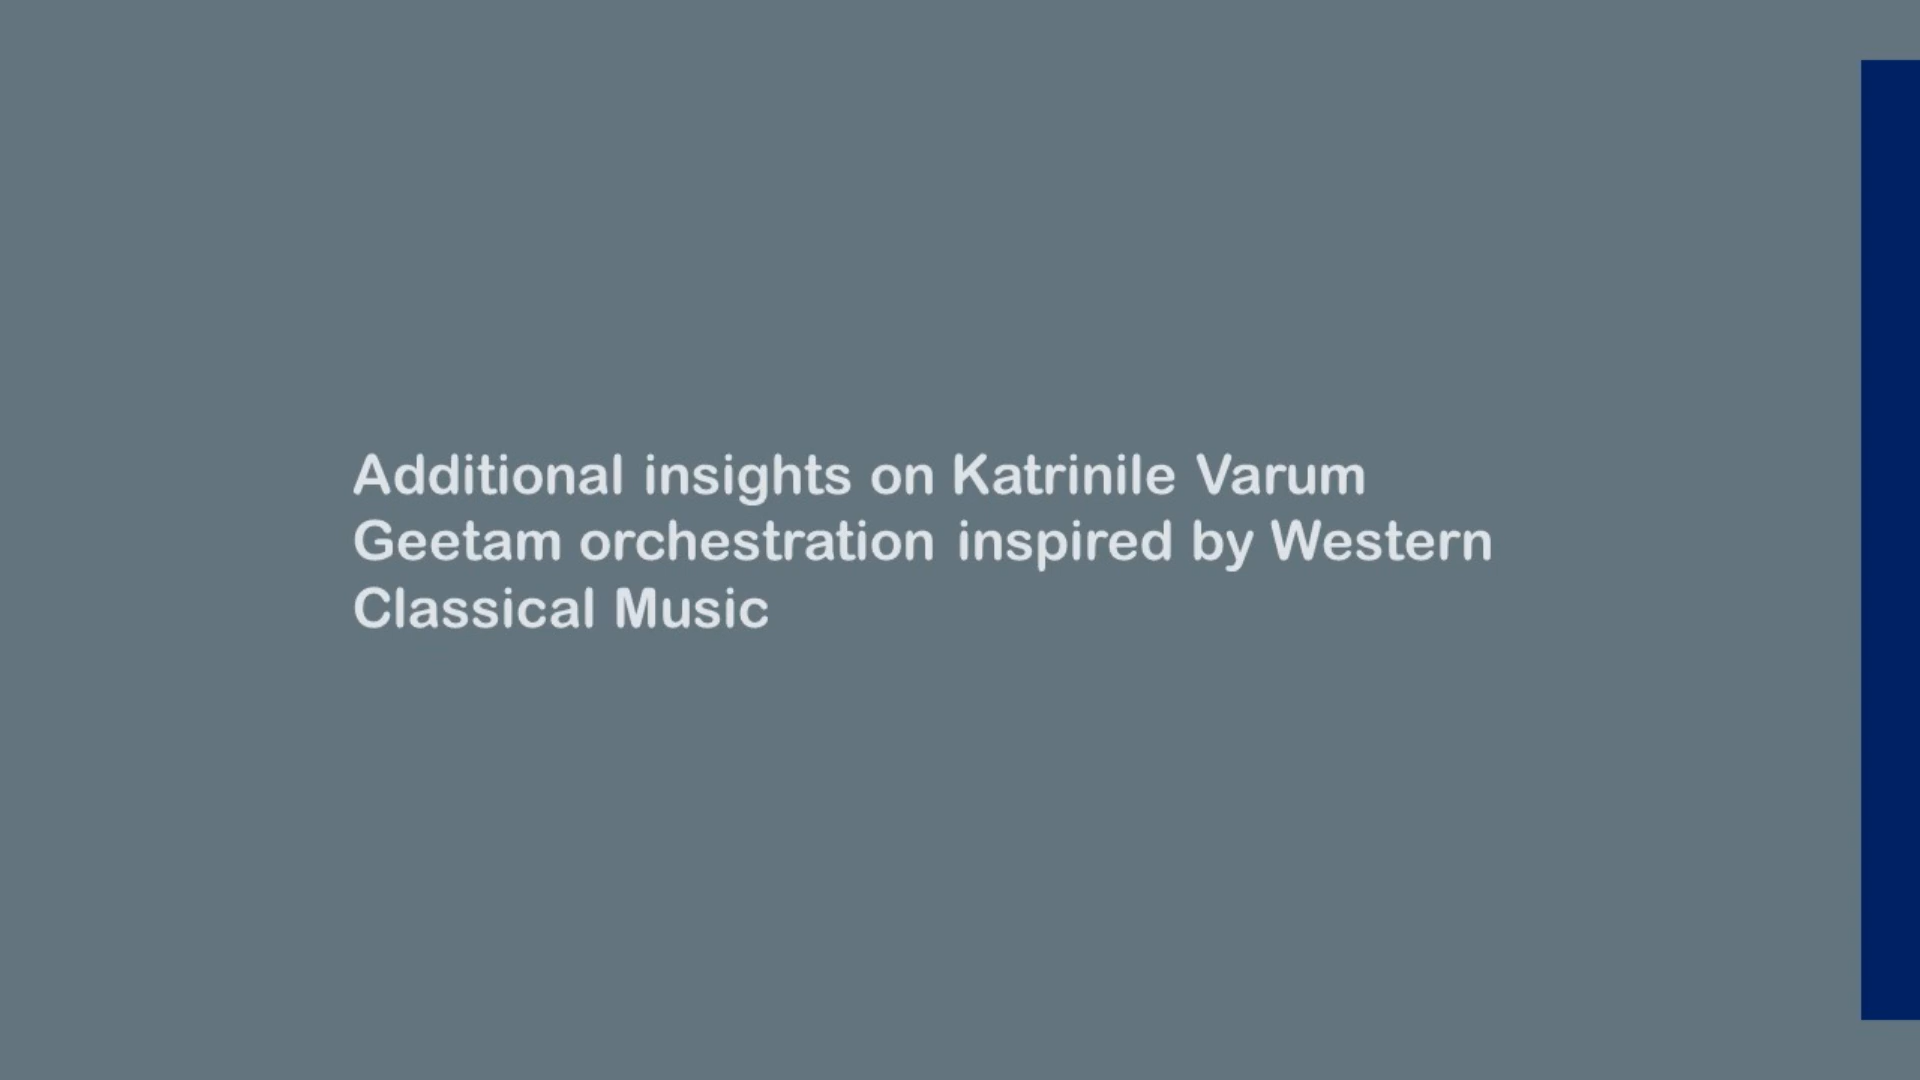 Additional insights on Katrinile Varum
Geetam orchestration inspired by Western
Classical Music